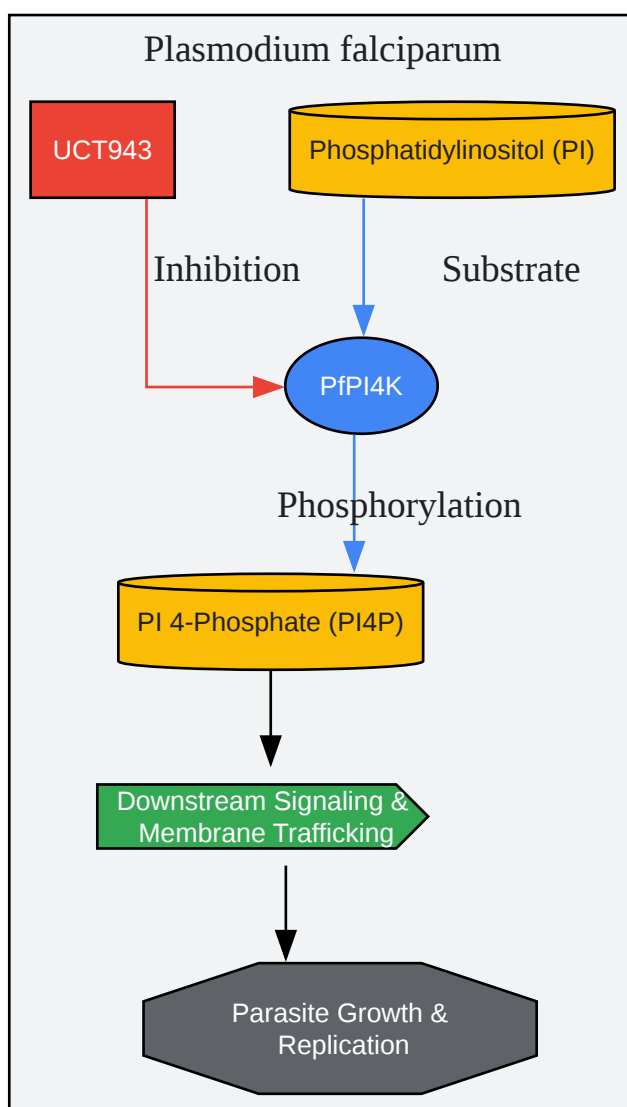 Plasmodium falciparum
UCT943
Phosphatidylinositol (PI)
Inhibition
Substrate
PfPI4K
Phosphorylation
PI 4-Phosphate (PI4P)
Downstream Signaling &
Membrane Trafficking
Parasite Growth &
Replication